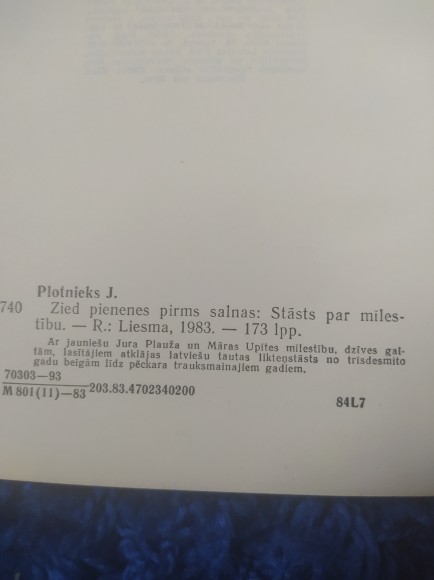 Plotnieks J.
740 Zied pienenes pirms salnas: Stāsts par mīles-
tību. — R.: Liesma, 1983. — 173 lpp.
Ar jauniešu Jura Plauža un Māras Upītes mīlestību, dzīves gai-
tām, lasītājiem atklājas latviešu tautas likteņstāsts no trīsdesmito
gadu beigām līdz pēckara trauksmainajiem gadiem.
70303—93
M 801(11)—83 203.83.4702340200
84L7